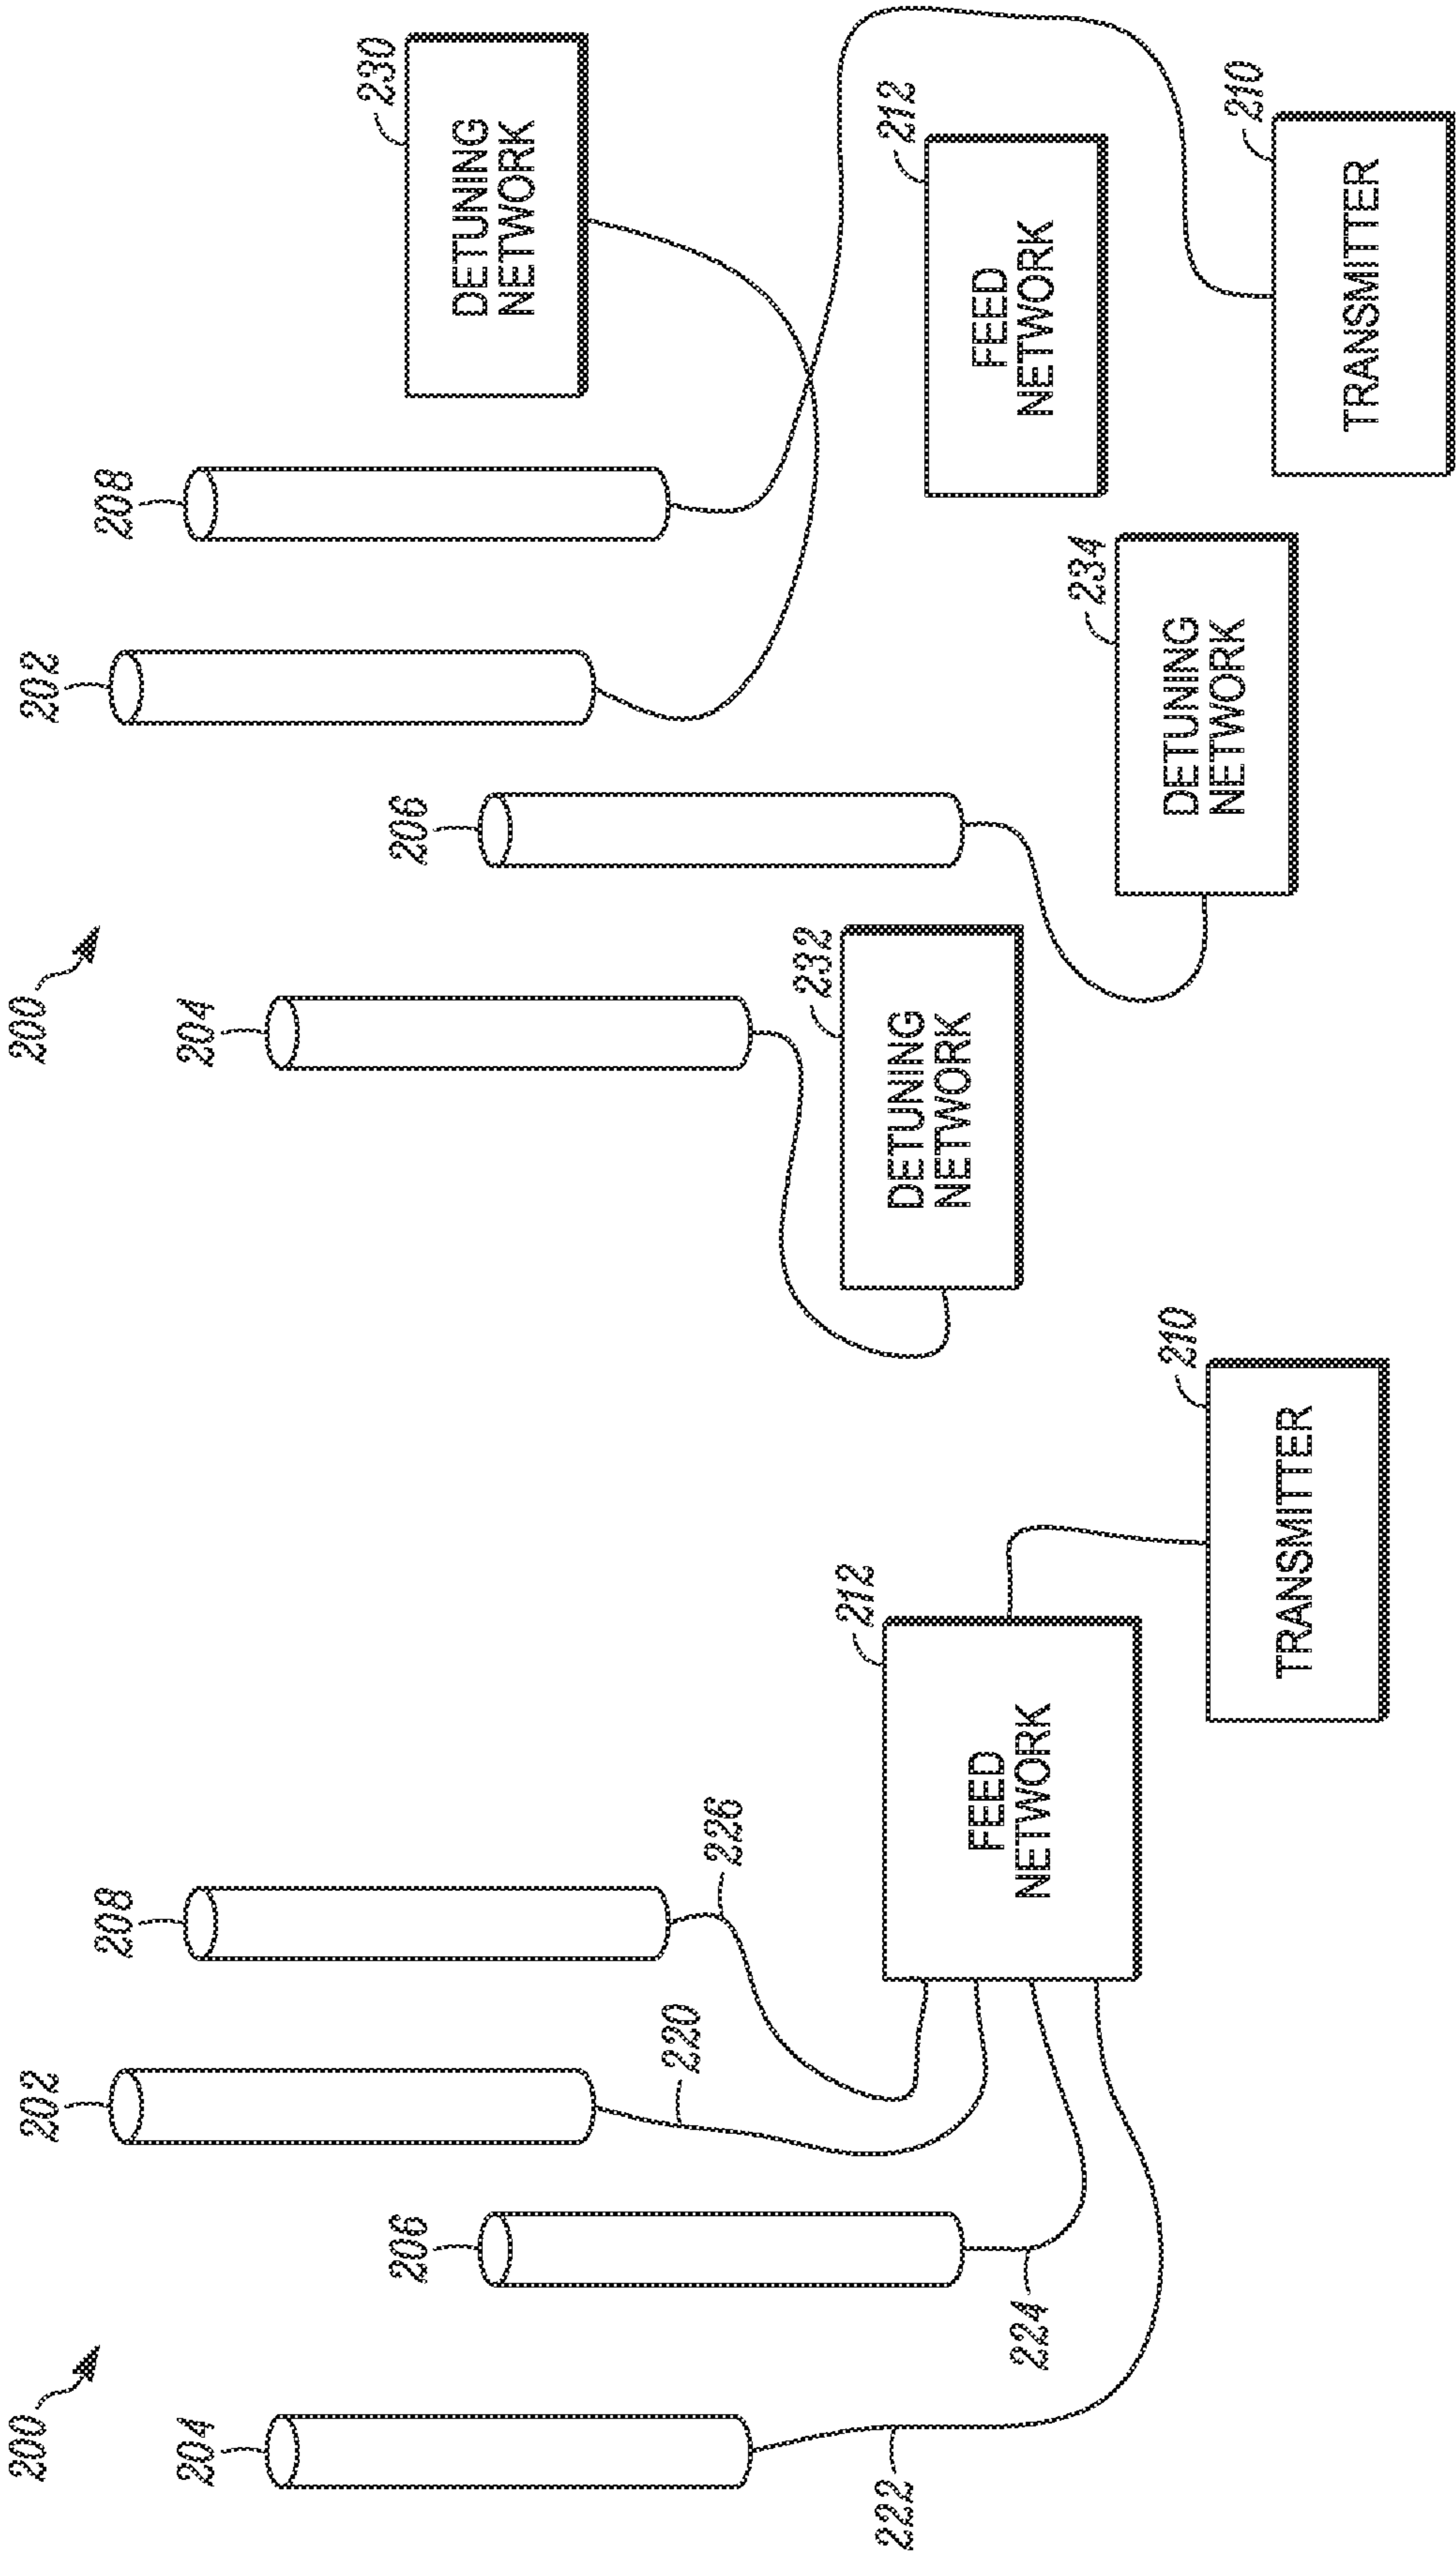 200
204
206
202
208
222
224
220
226
212
FEED
NETWORK
210
TRANSMITTER
200
204
206
202
208
230
DETUNING
NETWORK
232
DETUNING
NETWORK
234
DETUNING
NETWORK
212
FEED
NETWORK
210
TRANSMITTER